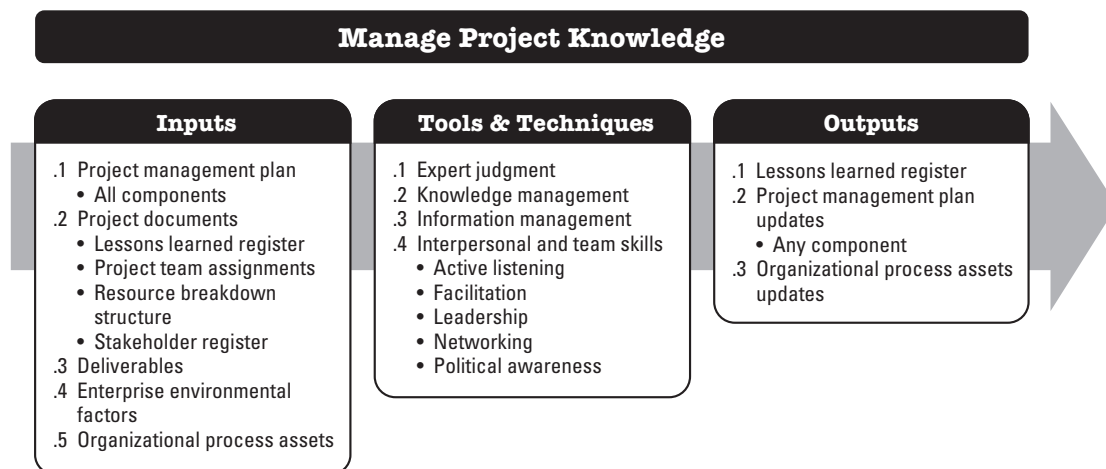 Manage Project Knowledge
Inputs
.1 Project management plan
• All components
.2 Project documents
• Lessons learned register
• Project team assignments
• Resource breakdown
structure
• Stakeholder register
.3 Deliverables
.4 Enterprise environmental
factors
.5 Organizational process assets
Tools & Techniques
.1 Expert judgment
.2 Knowledge management
.3 Information management
.4 Interpersonal and team skills
• Active listening
• Facilitation
• Leadership
• Networking
• Political awareness
Outputs
.1 Lessons learned register
.2 Project management plan
updates
• Any component
.3 Organizational process assets
updates